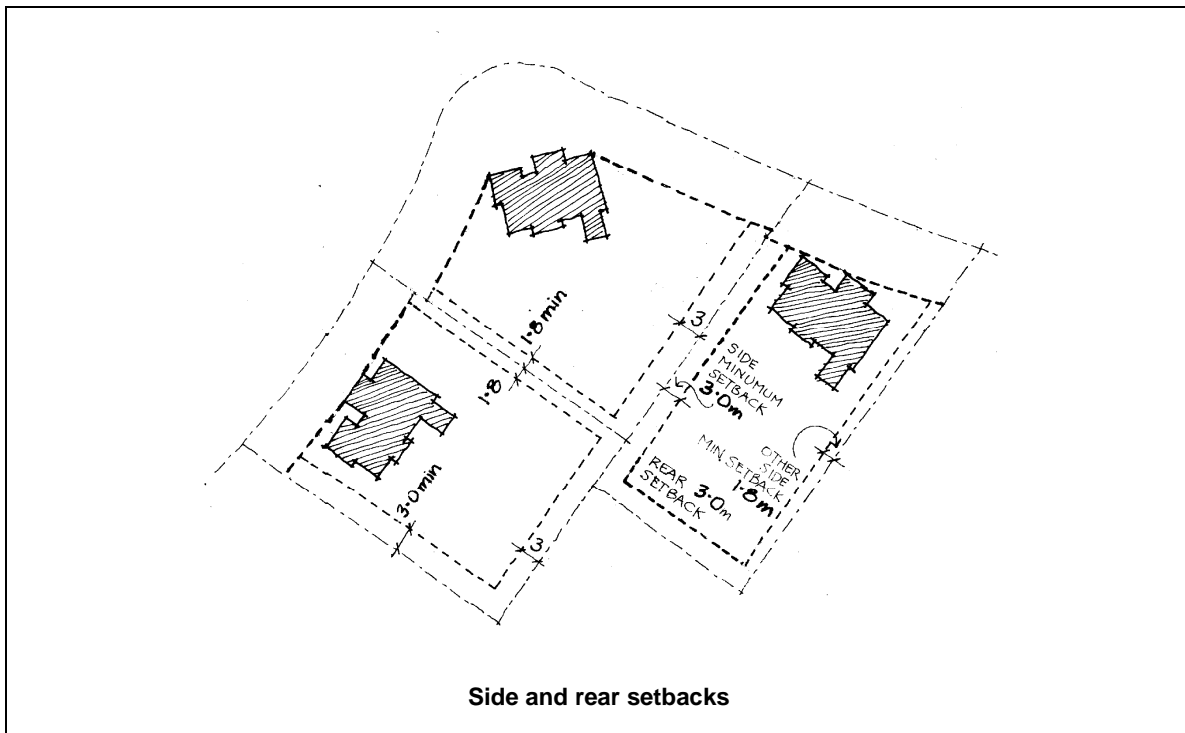 1.8 min
1.8
3
SIDE
MINUMUM
SETBACK
3.0m
OTHER
SIDE
MIN. SETBACK
1.8m
REAR 3.0m
SETBACK
3.0 min
3
Side and rear setbacks